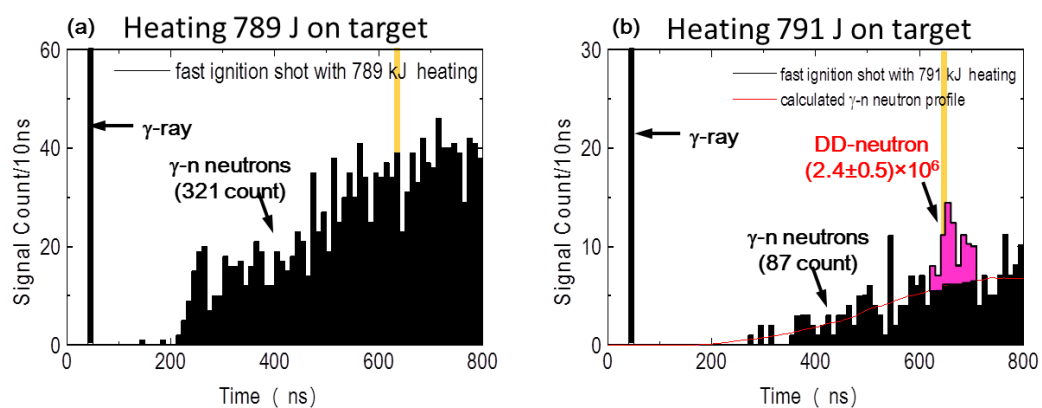 (a) Heating 789 J on target
60
40
20
0
Signal Count/10ns
fast ignition shot with 789 kJ heating
γ-ray
γ-n neutrons
(321 count)
0 200 400 600 800
Time ( ns)
(b) Heating 791 J on target
30
20
10
0
Signal Count/10ns
fast ignition shot with 791 kJ heating
calculated γ-n neutron profile
γ-ray
DD-neutron
(2.4±0.5)×10⁶
γ-n neutrons
(87 count)
0 200 400 600 800
Time ( ns)